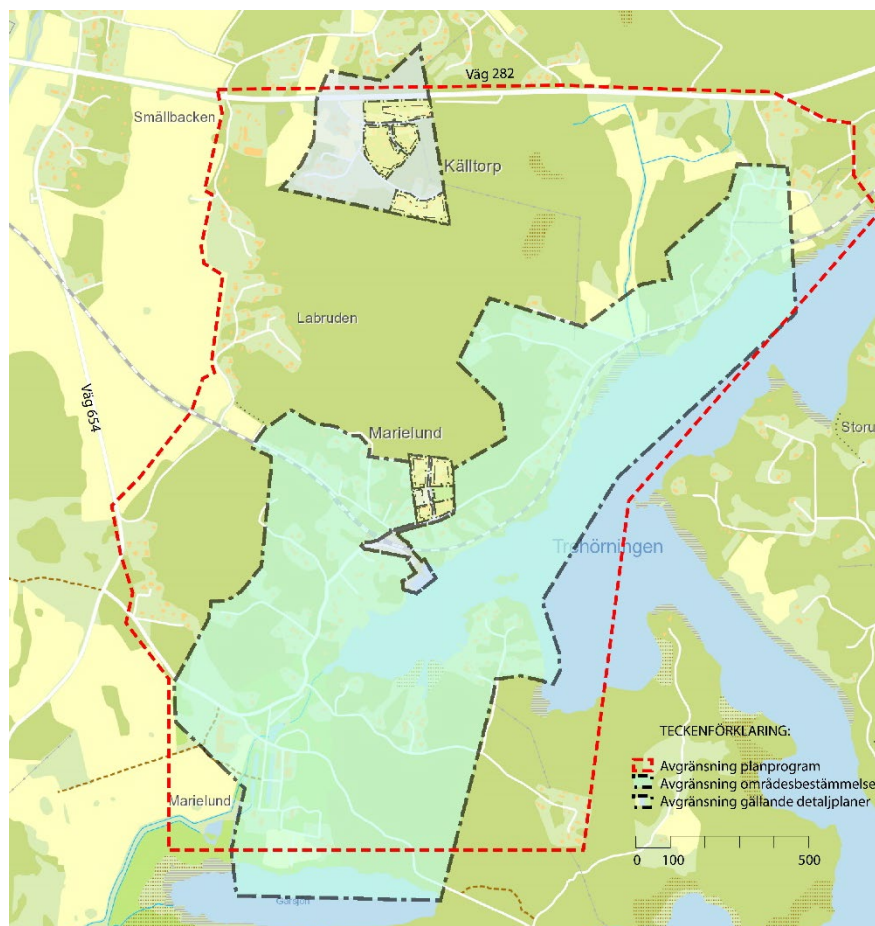 Väg 282
Smällbacken
Källtorp
Labruden
Väg 654
Marielund
Storu
Trehörningen
TECKENFÖRKLARING:
Avgränsning planprogram
Avgränsning områdesbestämmelse
Avgränsning gällande detaljplaner
Marielund
0 100 500